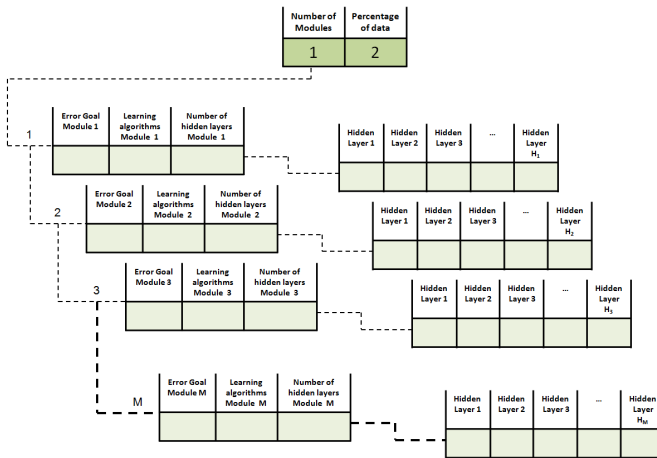 Number of Modules
Percentage of data
1
2
1
Error Goal Module 1
Learning algorithms Module 1
Number of hidden layers Module 1
Hidden Layer 1
Hidden Layer 2
Hidden Layer 3
...
Hidden Layer H1
2
Error Goal Module 2
Learning algorithms Module 2
Number of hidden layers Module 2
Hidden Layer 1
Hidden Layer 2
Hidden Layer 3
...
Hidden Layer H2
3
Error Goal Module 3
Learning algorithms Module 3
Number of hidden layers Module 3
Hidden Layer 1
Hidden Layer 2
Hidden Layer 3
...
Hidden Layer H3
M
Error Goal Module M
Learning algorithms Module M
Number of hidden layers Module M
Hidden Layer 1
Hidden Layer 2
Hidden Layer 3
...
Hidden Layer HM